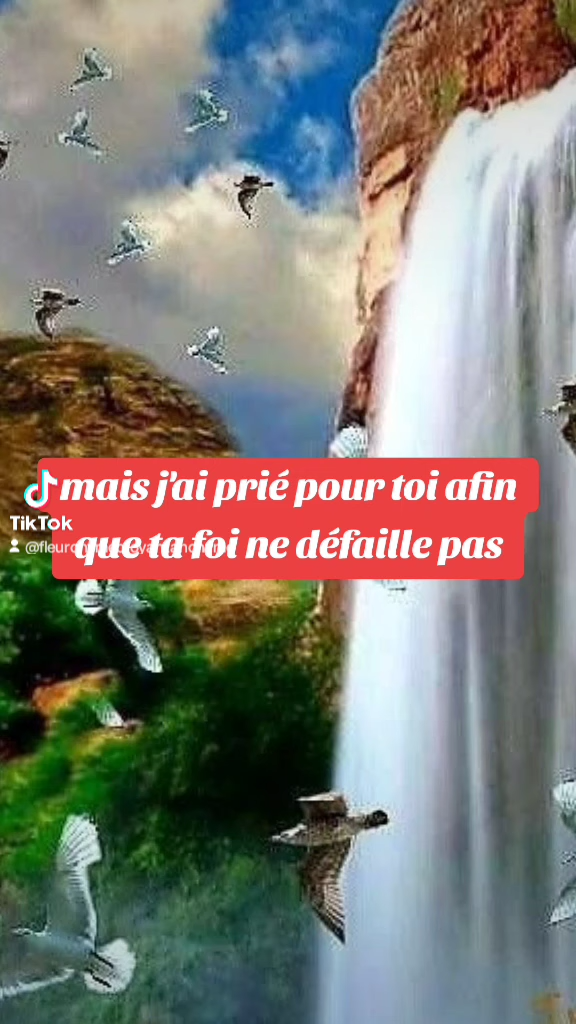 mais j'ai prié pour toi afin
que ta foi ne défaille pas
TikTok